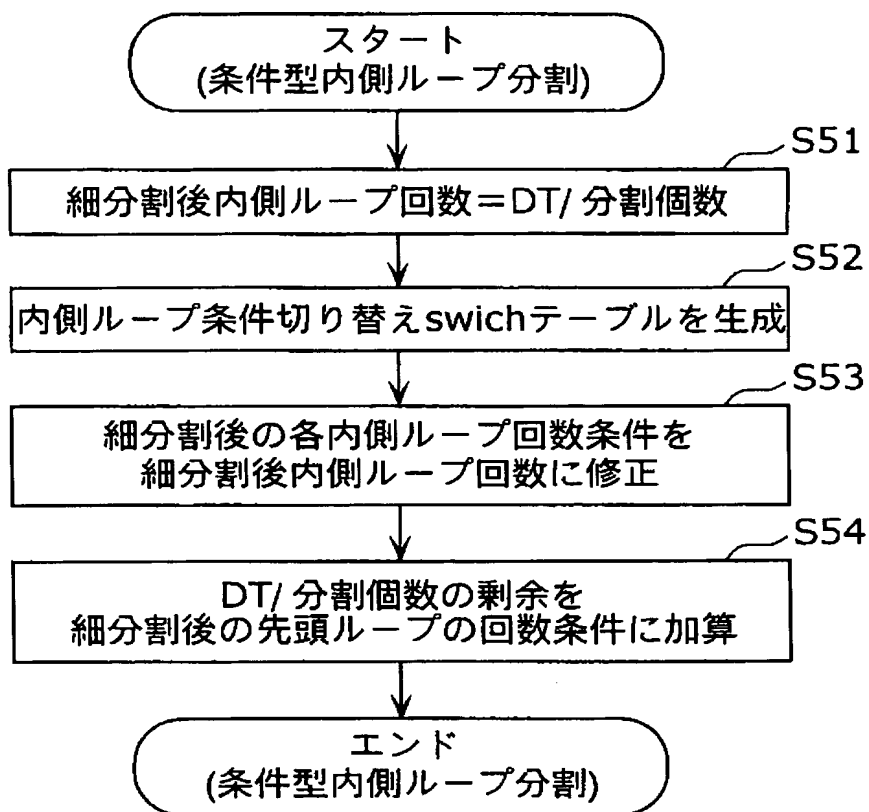 スタート
(条件型内側ループ分割)
S51
細分割後内側ループ回数＝DT/分割個数
S52
内側ループ条件切り替えswichテーブルを生成
S53
細分割後の各内側ループ回数条件を
細分割後内側ループ回数に修正
S54
DT/分割個数の剰余を
細分割後の先頭ループの回数条件に加算
エンド
(条件型内側ループ分割)